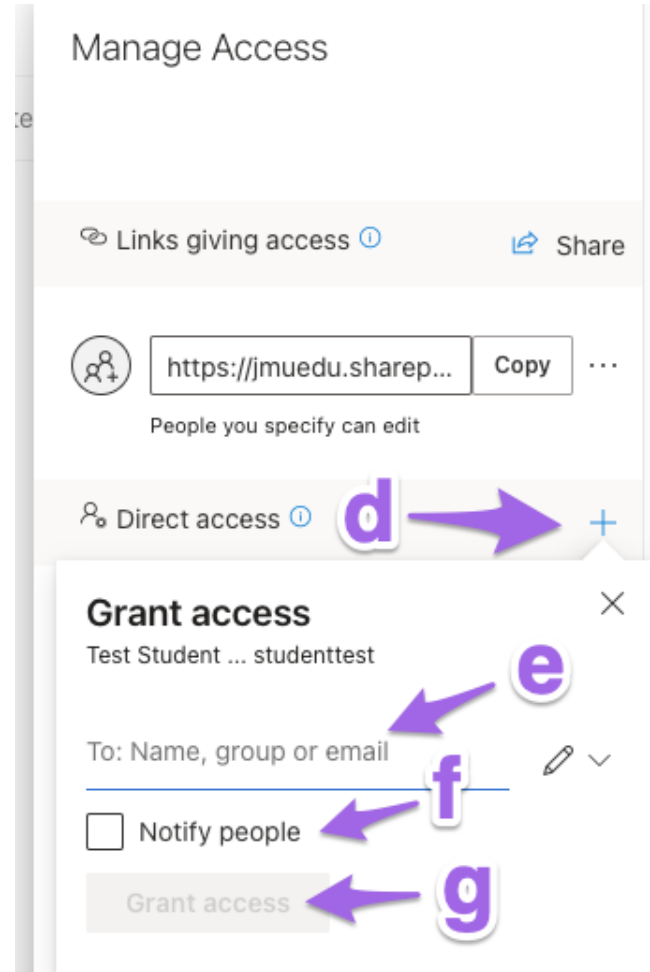 Manage Access
te
Links giving access
Share
https://jmuedu.sharep...
Copy
...
People you specify can edit
Direct access
d
Grant access
Test Student ... studenttest
e
To: Name, group or email
f
Notify people
Grant access
g